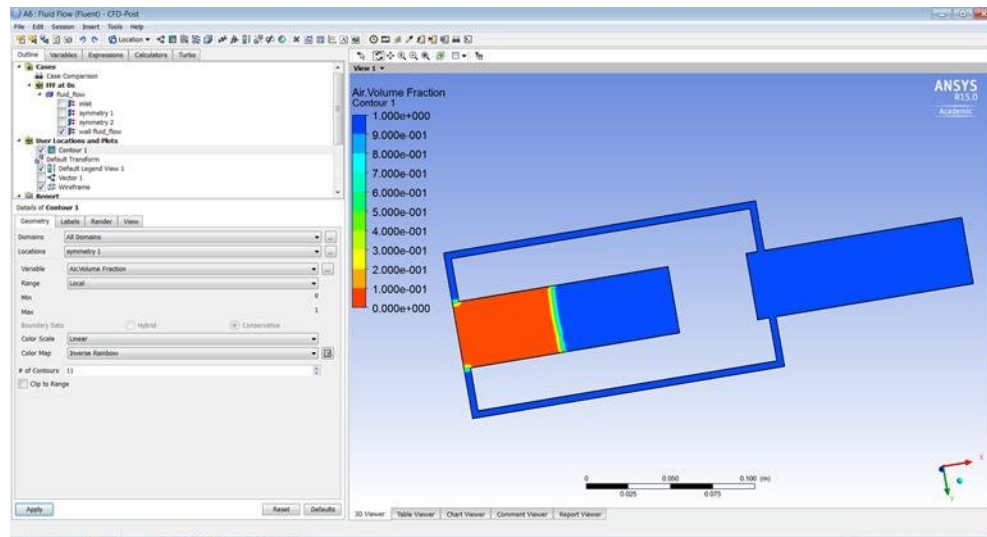 A6 : Fluid Flow (Fluent) - CFD-Post
File Edit Session Insert Tools Help
Location
Outline Variables Expressions Calculators Turbo
Cases
Case Comparison
FFF at 0s
fluid_flow
inlet
symmetry 1
symmetry 2
wall fluid_flow
User Locations and Plots
Contour 1
Default Transform
Default Legend View 1
Vector 1
Wireframe
Report
Details of Contour 1
Geometry Labels Render View
Domains All Domains
Locations symmetry 1
Variable Air.Volume Fraction
Range Local
Min 0
Max 1
Boundary Data Hybrid Conservative
Color Scale Linear
Color Map Inverse Rainbow
# of Contours 11
Clip to Range
Apply Reset Defaults
View 1
Air.Volume Fraction
Contour 1
1.000e+000
9.000e-001
8.000e-001
7.000e-001
6.000e-001
5.000e-001
4.000e-001
3.000e-001
2.000e-001
1.000e-001
0.000e+000
ANSYS
R15.0
Academic
0 0.050 0.100 (m)
0.025 0.075
X
Y
3D Viewer Table Viewer Chart Viewer Comment Viewer Report Viewer